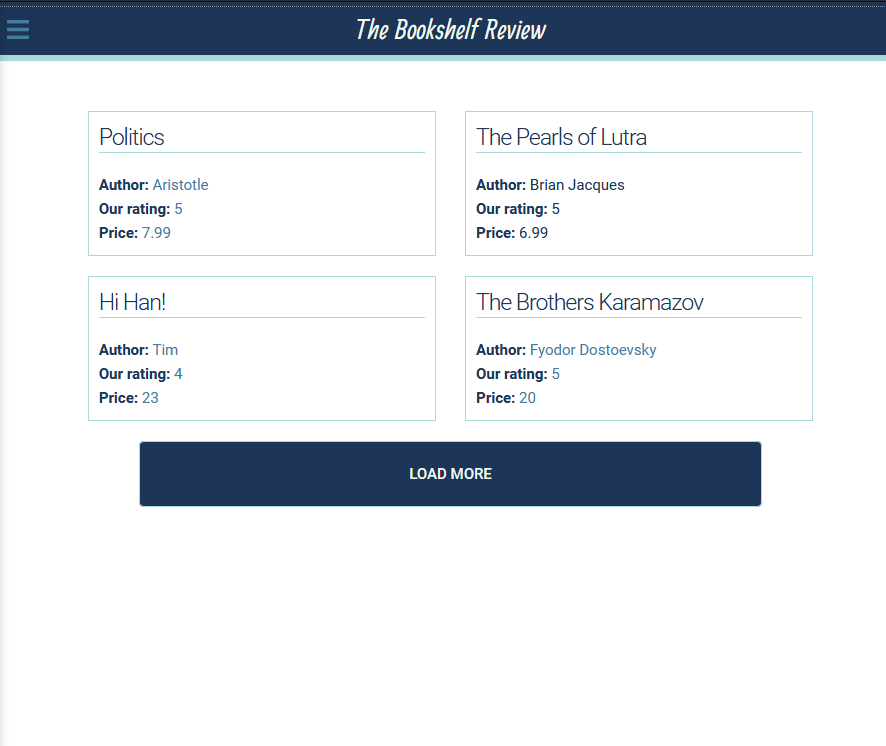 The Bookshelf Review
Politics
Author: Aristotle
Our rating: 5
Price: 7.99
The Pearls of Lutra
Author: Brian Jacques
Our rating: 5
Price: 6.99
Hi Han!
Author: Tim
Our rating: 4
Price: 23
The Brothers Karamazov
Author: Fyodor Dostoevsky
Our rating: 5
Price: 20
LOAD MORE